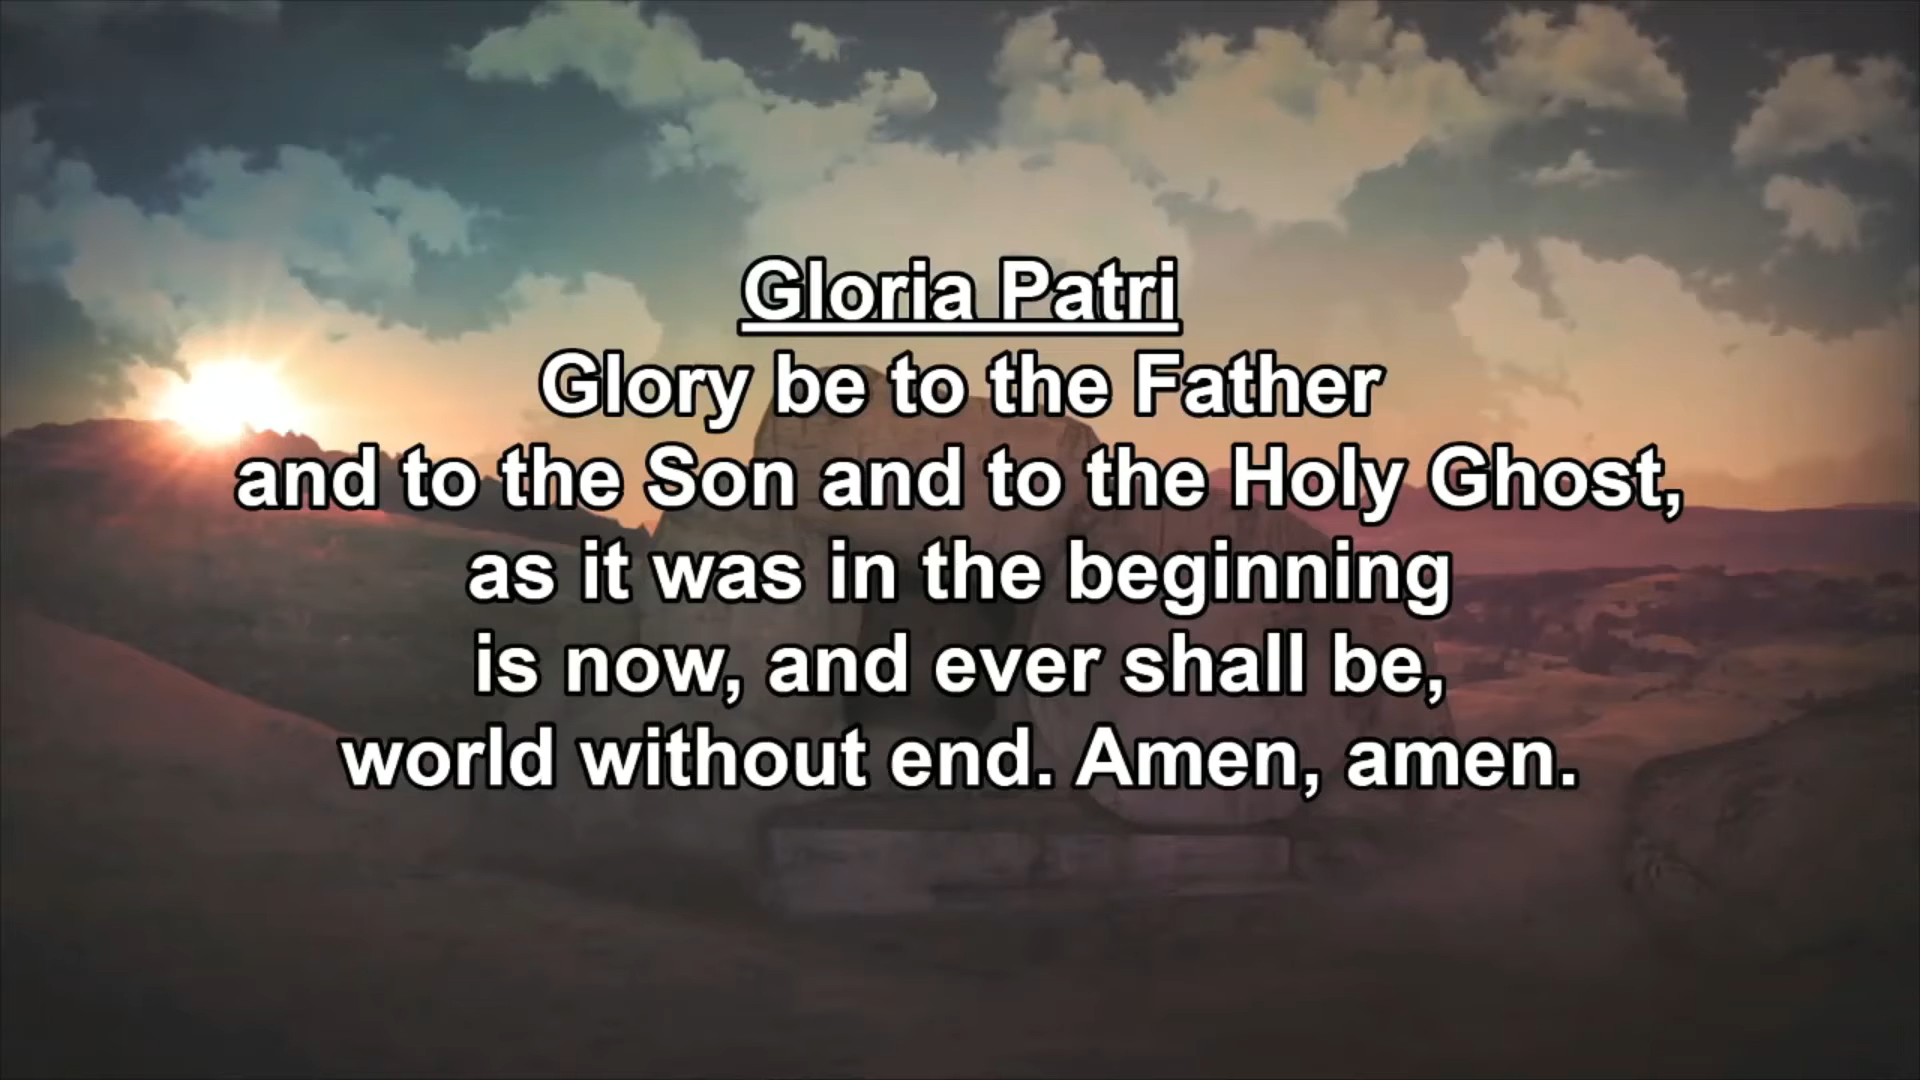 Gloria Patri
Glory be to the Father
and to the Son and to the Holy Ghost,
as it was in the beginning
is now, and ever shall be,
world without end. Amen, amen.